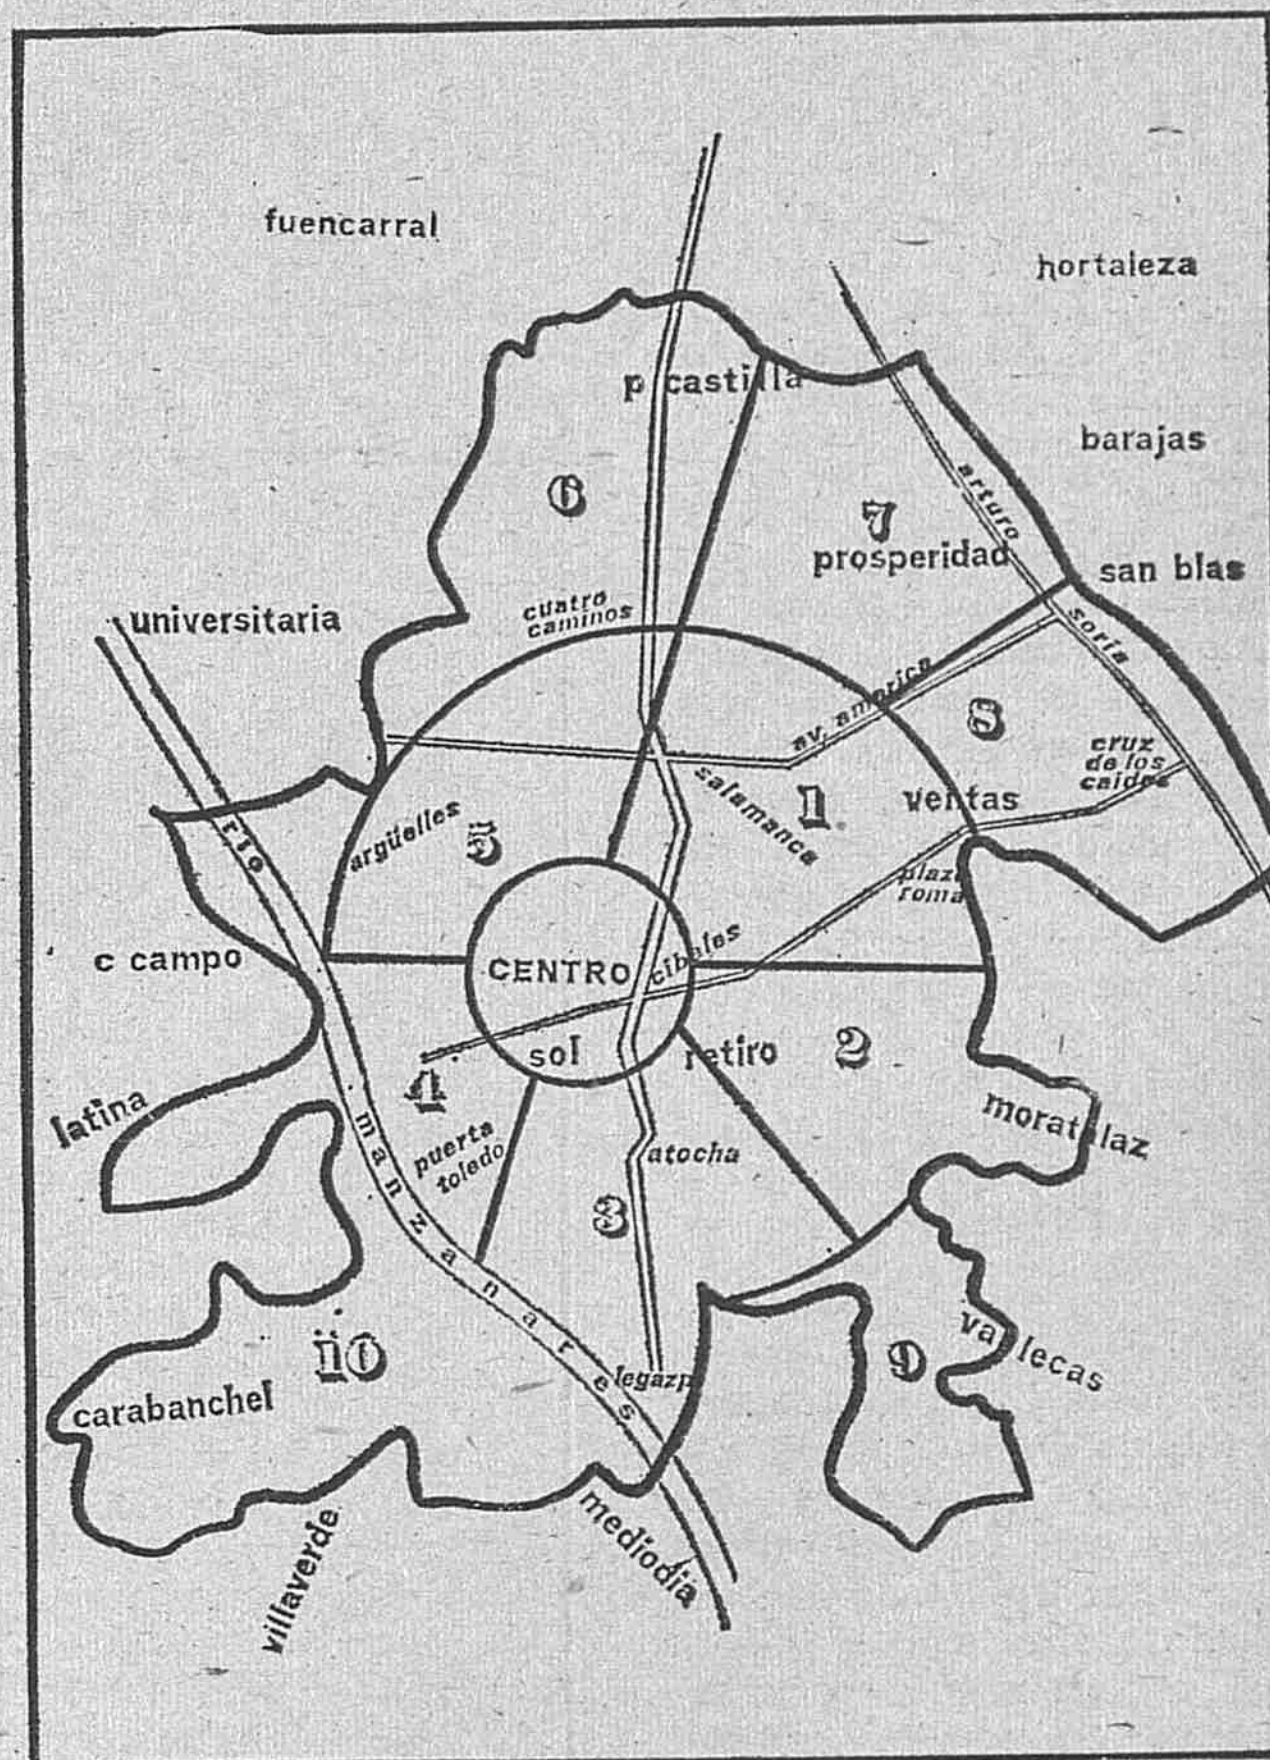 fuencarral
hortaleza
p castilla
barajas
6
arturo
7
prosperidad
san blas
cuatro
caminos
universitaria
soria
av. america
8
cruz
de los
caidos
salamanca
1
ventas
argüelles
5
rio
plaza
roma
c campo
CENTRO
cibeles
sol
retiro
2
4
latina
moratalaz
manzanares
puerta
toledo
atocha
3
vallecas
10
9
legazpi
carabanchel
mediodia
villaverde